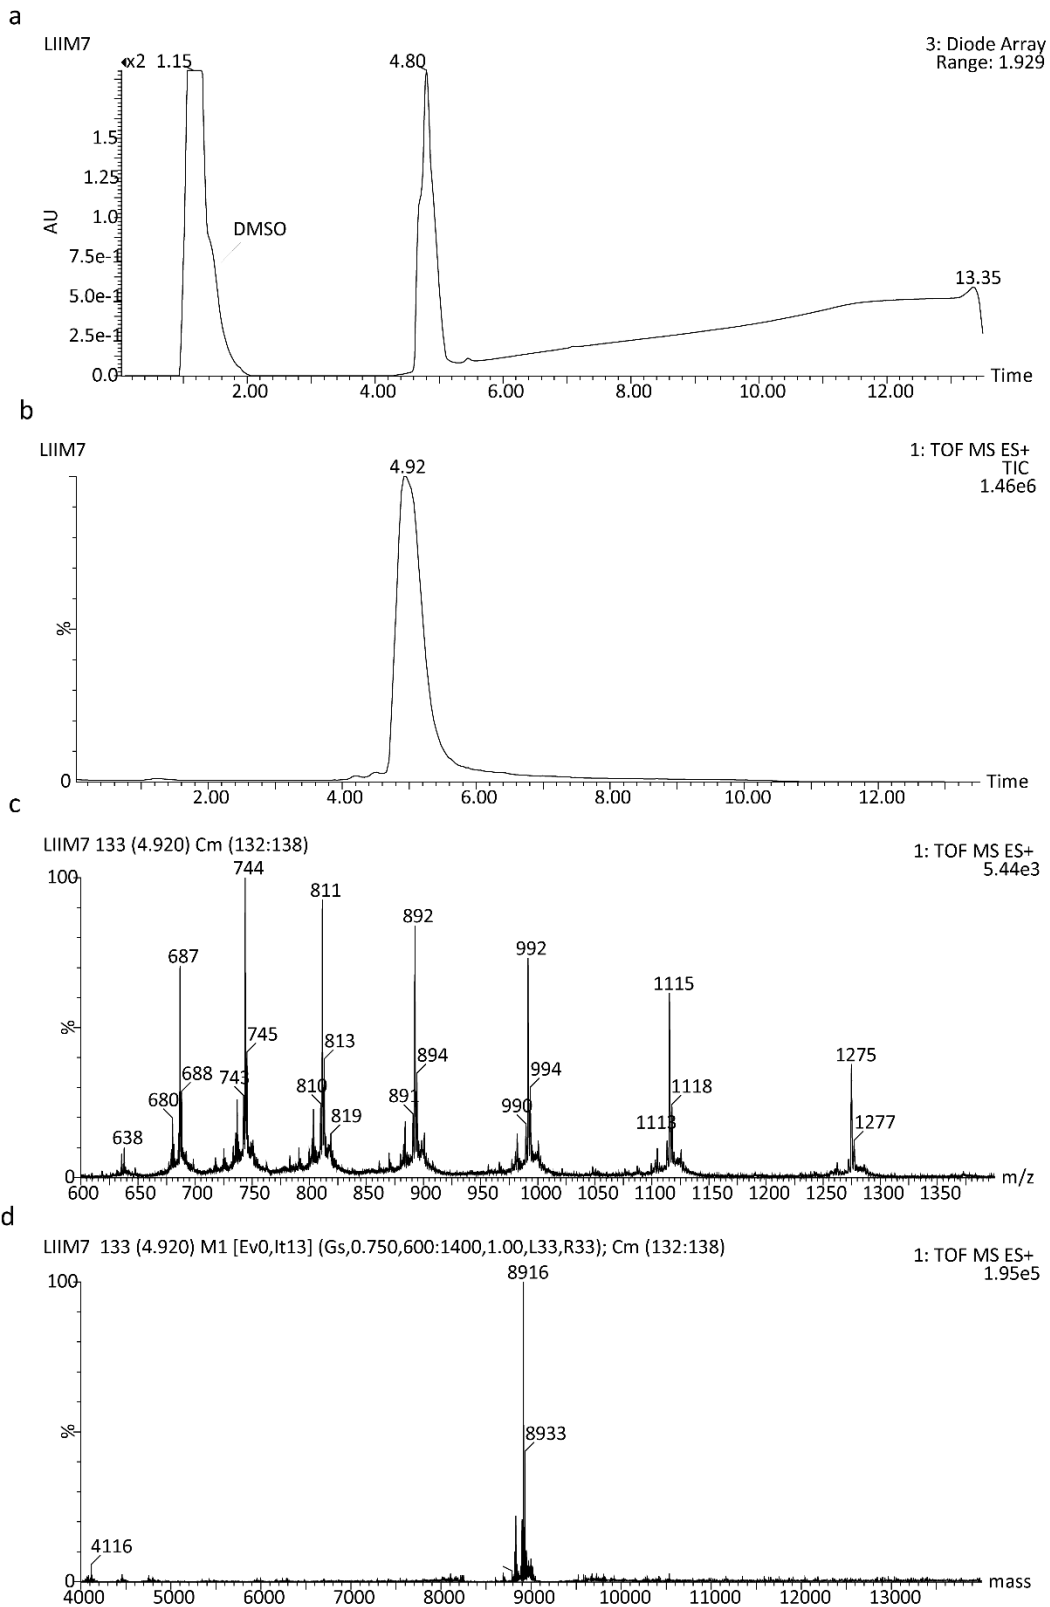 a
LIIM7
3: Diode Array
Range: 1.929
x2 1.15
4.80
1.5
1.25
1.0
7.5e-1
5.0e-1
2.5e-1
0.0
AU
DMSO
13.35
2.00 4.00 6.00 8.00 10.00 12.00
Time
b
LIIM7
1: TOF MS ES+
TIC
1.46e6
4.92
%
0
2.00 4.00 6.00 8.00 10.00 12.00
Time
c
LIIM7 133 (4.920) Cm (132:138)
1: TOF MS ES+
5.44e3
100
%
0
744
811
892
687
992
1115
745
813
894
1275
688
743
994
680
810
891
990
1118
819
1113
1277
638
600 650 700 750 800 850 900 950 1000 1050 1100 1150 1200 1250 1300 1350
m/z
d
LIIM7 133 (4.920) M1 [Ev0,It13] (Gs,0.750,600:1400,1.00,L33,R33); Cm (132:138)
1: TOF MS ES+
1.95e5
100
8916
%
8933
4116
0
4000 5000 6000 7000 8000 9000 10000 11000 12000 13000
mass